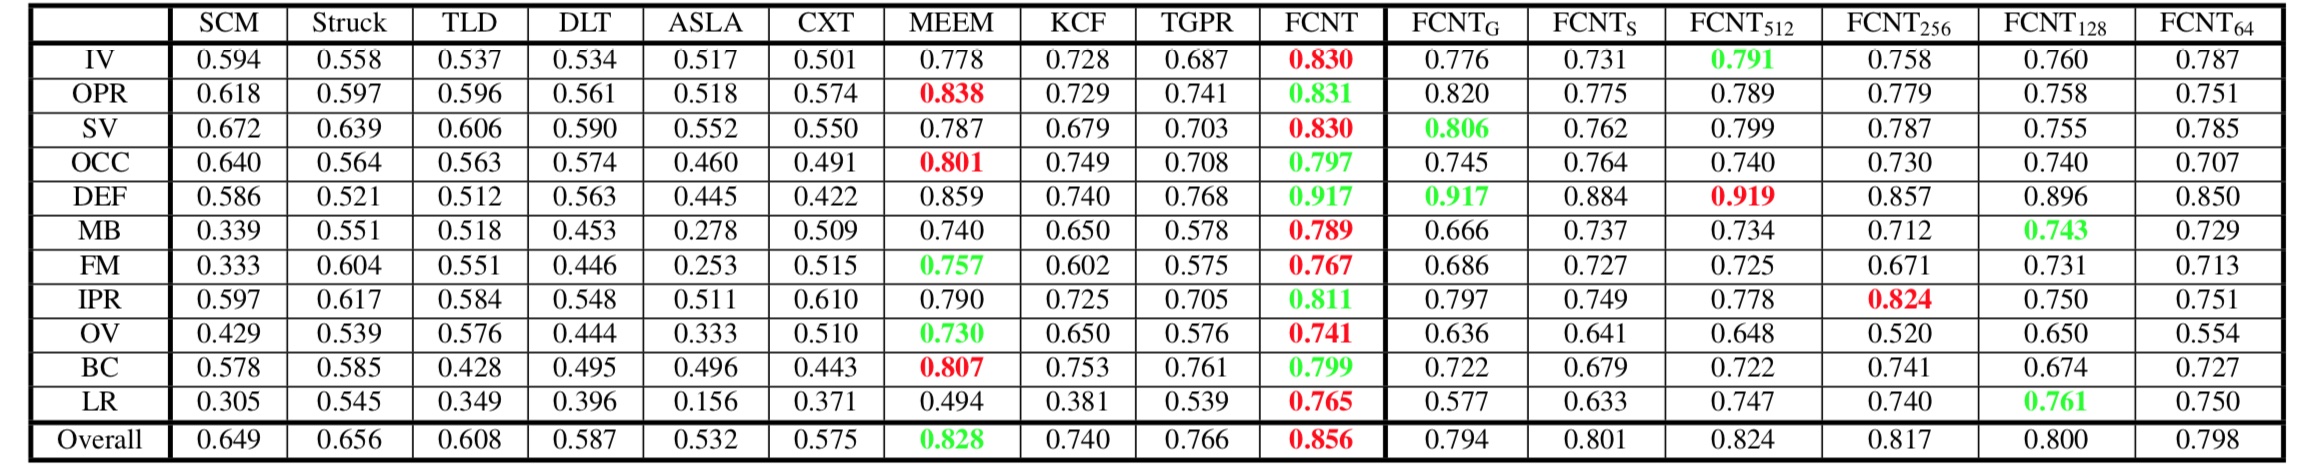 SCM Struck TLD DLT ASLA CXT MEEM KCF TGPR FCNT FCNT_G FCNT_S FCNT_512 FCNT_256 FCNT_128 FCNT_64
IV 0.594 0.558 0.537 0.534 0.517 0.501 0.778 0.728 0.687 0.830 0.776 0.731 0.791 0.758 0.760 0.787
OPR 0.618 0.597 0.596 0.561 0.518 0.574 0.838 0.729 0.741 0.831 0.820 0.775 0.789 0.779 0.758 0.751
SV 0.672 0.639 0.606 0.590 0.552 0.550 0.787 0.679 0.703 0.830 0.806 0.762 0.799 0.787 0.755 0.785
OCC 0.640 0.564 0.563 0.574 0.460 0.491 0.801 0.749 0.708 0.797 0.745 0.764 0.740 0.730 0.740 0.707
DEF 0.586 0.521 0.512 0.563 0.445 0.422 0.859 0.740 0.768 0.917 0.917 0.884 0.919 0.857 0.896 0.850
MB 0.339 0.551 0.518 0.453 0.278 0.509 0.740 0.650 0.578 0.789 0.666 0.737 0.734 0.712 0.743 0.729
FM 0.333 0.604 0.551 0.446 0.253 0.515 0.757 0.602 0.575 0.767 0.686 0.727 0.725 0.671 0.731 0.713
IPR 0.597 0.617 0.584 0.548 0.511 0.610 0.790 0.725 0.705 0.811 0.797 0.749 0.778 0.824 0.750 0.751
OV 0.429 0.539 0.576 0.444 0.333 0.510 0.730 0.650 0.576 0.741 0.636 0.641 0.648 0.520 0.650 0.554
BC 0.578 0.585 0.428 0.495 0.496 0.443 0.807 0.753 0.761 0.799 0.722 0.679 0.722 0.741 0.674 0.727
LR 0.305 0.545 0.349 0.396 0.156 0.371 0.494 0.381 0.539 0.765 0.577 0.633 0.747 0.740 0.761 0.750
Overall 0.649 0.656 0.608 0.587 0.532 0.575 0.828 0.740 0.766 0.856 0.794 0.801 0.824 0.817 0.800 0.798